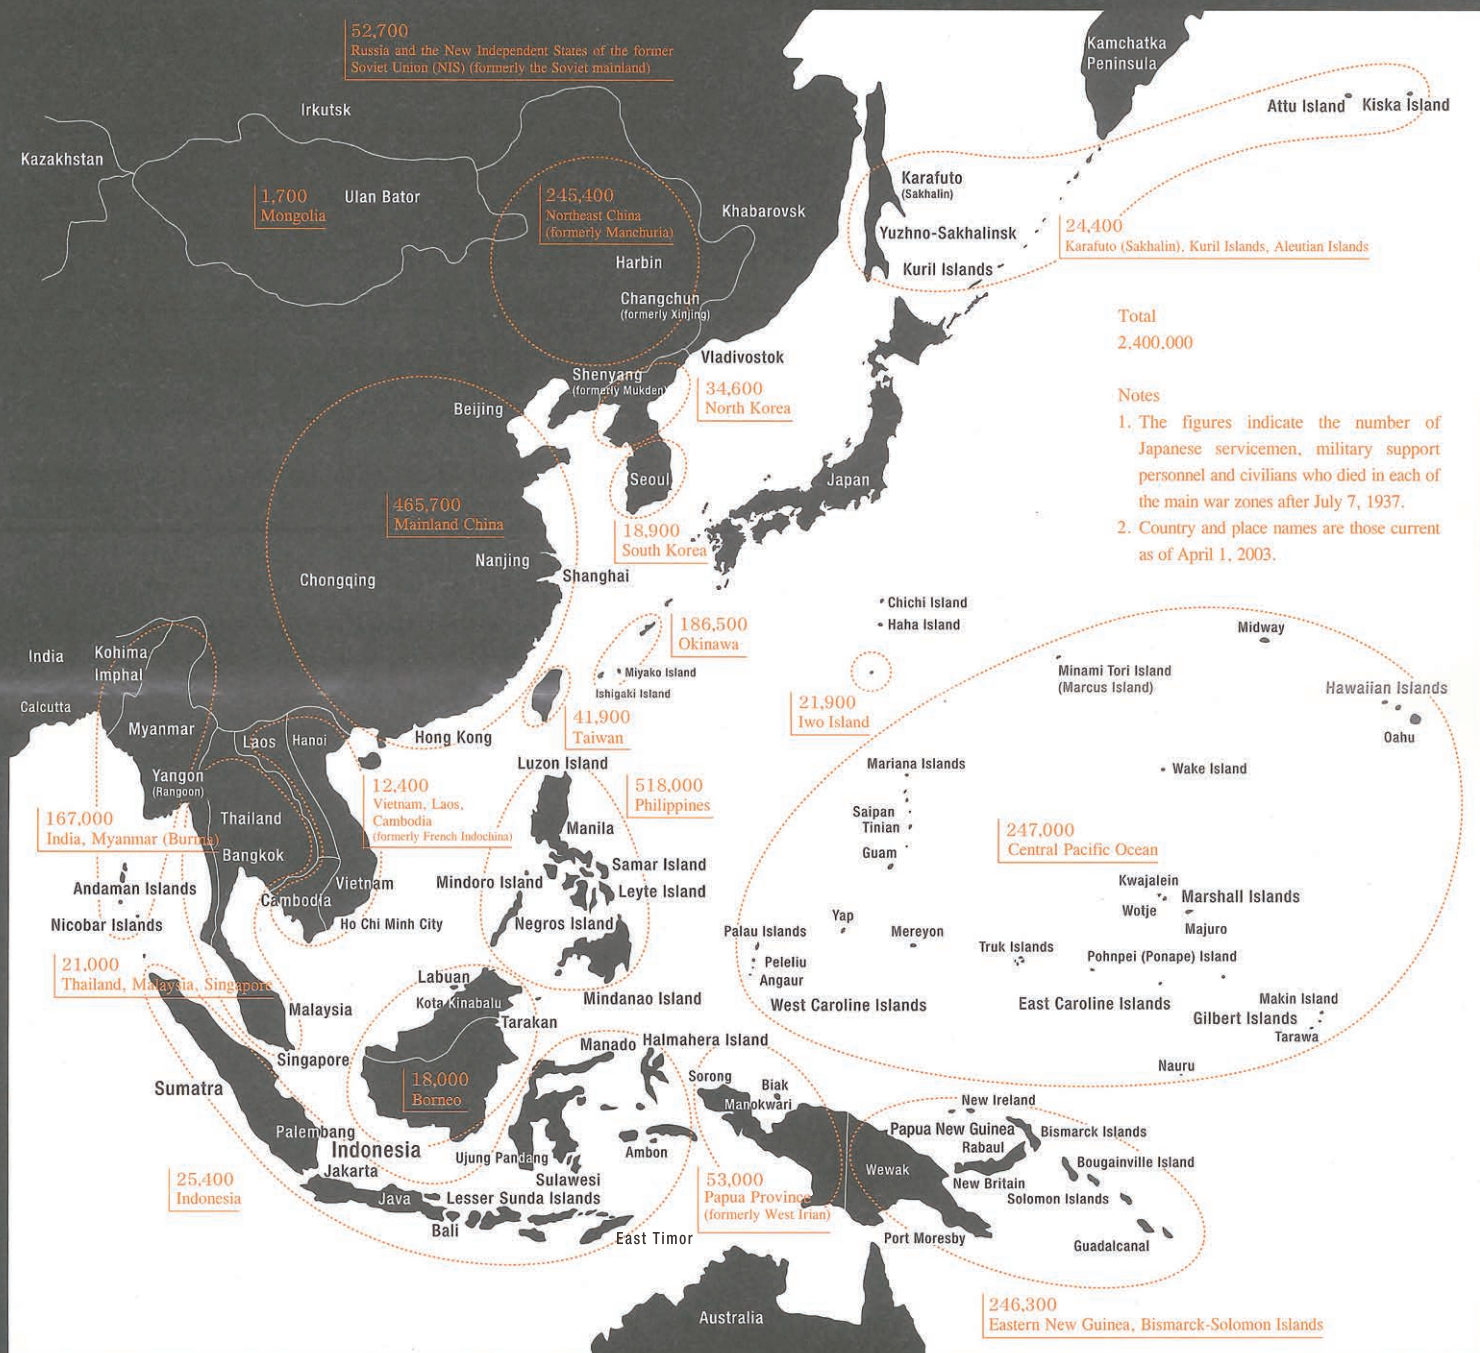 52,700
Russia and the New Independent States of the former
Soviet Union (NIS) (formerly the Soviet mainland)
Kamchatka
Peninsula
Attu Island
Kiska Island
Irkutsk
Kazakhstan
1,700
Mongolia
Ulan Bator
245,400
Northeast China
(formerly Manchuria)
Harbin
Changchun
(formerly Xinjing)
Khabarovsk
Karafuto
(Sakhalin)
Yuzhno-Sakhalinsk
Kuril Islands
24,400
Karafuto (Sakhalin), Kuril Islands, Aleutian Islands
Total
2,400,000
Notes
1. The figures indicate the number of
Japanese servicemen, military support
personnel and civilians who died in each of
the main war zones after July 7, 1937.
2. Country and place names are those current
as of April 1, 2003.
Vladivostok
Shenyang
(formerly Mukden)
34,600
North Korea
Beijing
Seoul
Japan
465,700
Mainland China
18,900
South Korea
Nanjing
Chongqing
Shanghai
Chichi Island
Haha Island
186,500
Okinawa
Miyako Island
Ishigaki Island
Midway
Minami Tori Island
(Marcus Island)
Hawaiian Islands
Oahu
India
Kohima
Imphal
Calcutta
Myanmar
Laos
Hanoi
Hong Kong
41,900
Taiwan
21,900
Iwo Island
Luzon Island
Mariana Islands
Wake Island
Yangon
(Rangoon)
167,000
India, Myanmar (Burma)
Thailand
Bangkok
12,400
Vietnam, Laos,
Cambodia
(formerly French Indochina)
518,000
Philippines
Manila
Saipan
Tinian
Guam
247,000
Central Pacific Ocean
Andaman Islands
Nicobar Islands
Cambodia
Vietnam
Ho Chi Minh City
Mindoro Island
Samar Island
Leyte Island
Negros Island
Kwajalein
Wotje
Marshall Islands
Majuro
Yap
Palau Islands
Mereyon
Peleliu
Angaur
Truk Islands
Pohnpei (Ponape) Island
West Caroline Islands
East Caroline Islands
Makin Island
Gilbert Islands
Tarawa
Nauru
21,000
Thailand, Malaysia, Singapore
Malaysia
Singapore
Labuan
Kota Kinabalu
Tarakan
Mindanao Island
Manado
Halmahera Island
Sumatra
18,000
Borneo
Sorong
Biak
Manokwari
New Ireland
Papua New Guinea
Bismarck Islands
Rabaul
Bougainville Island
Wewak
New Britain
Solomon Islands
Guadalcanal
Port Moresby
Palembang
Indonesia
Jakarta
Ujung Pandang
Sulawesi
Ambon
25,400
Indonesia
Java
Lesser Sunda Islands
Bali
East Timor
53,000
Papua Province
(formerly West Irian)
Australia
246,300
Eastern New Guinea, Bismarck-Solomon Islands